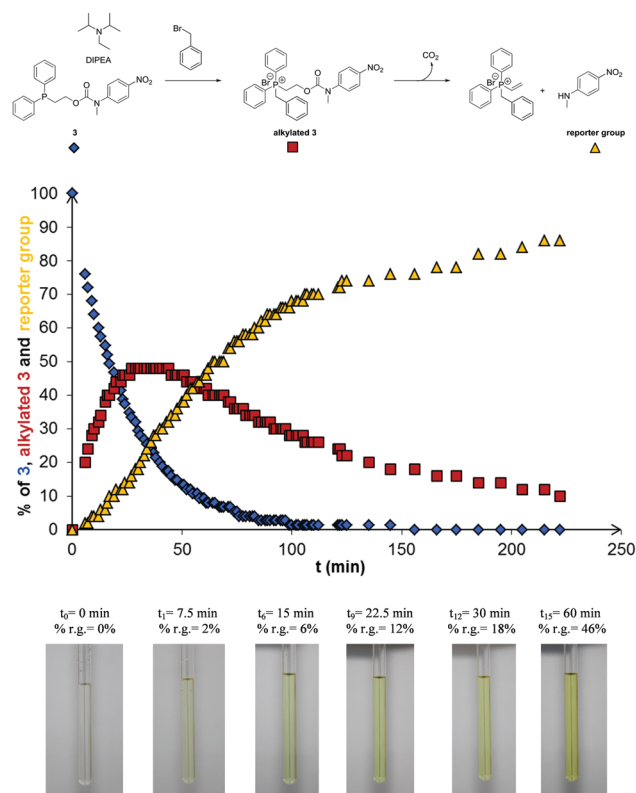 Br
N
DIPEA
CO₂
P
O
O
N
NO₂
Br⊖
P⊕
O
O
N
NO₂
Br⊖
P⊕
+
HN
NO₂
3
alkylated 3
reporter group
% of 3, alkylated 3 and reporter group
100
90
80
70
60
50
40
30
20
10
0
0 50 100 150 200 250
t (min)
t₀= 0 min t₁= 7.5 min t₆= 15 min t₉= 22.5 min t₁₂= 30 min t₁₅= 60 min
% r.g.= 0% % r.g.= 2% % r.g.= 6% % r.g.= 12% % r.g.= 18% % r.g.= 46%